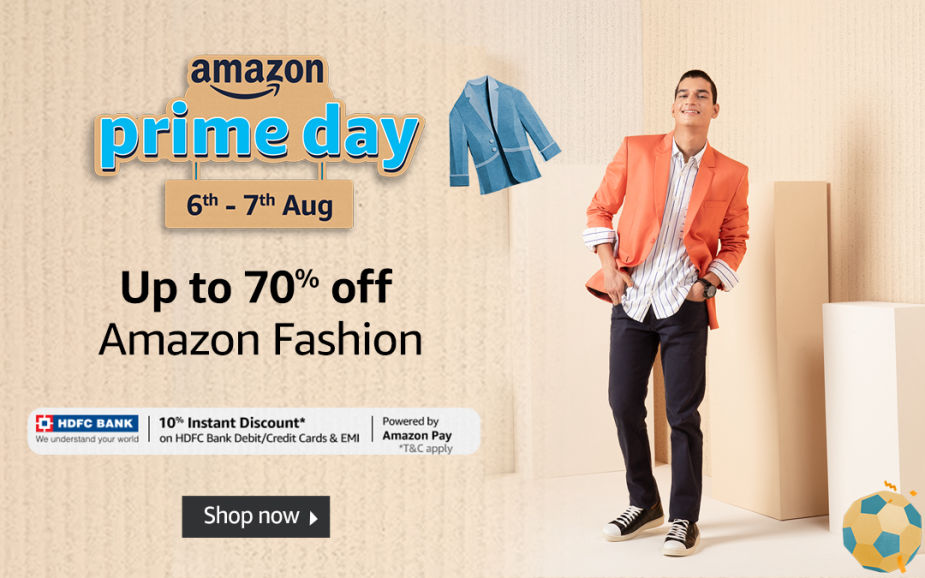 amazon
prime day
6th - 7th Aug
Up to 70% off
Amazon Fashion
HDFC BANK
We understand your world
10% Instant Discount*
on HDFC Bank Debit/Credit Cards & EMI
Powered by
Amazon Pay
*T&C apply
Shop now